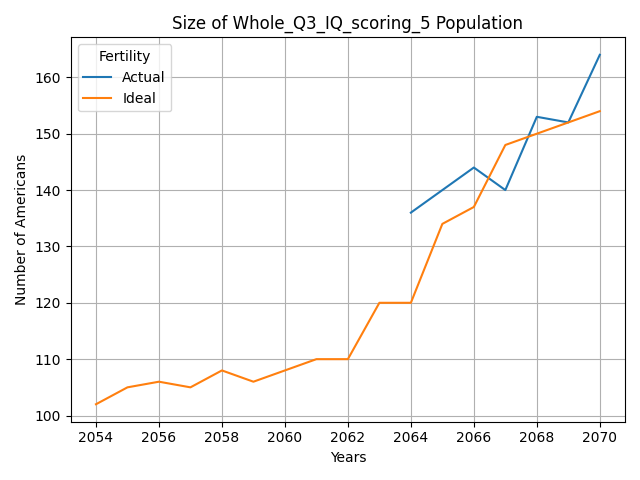 Size of Whole_Q3_IQ_scoring_5 Population
Fertility
Actual
Ideal
160
150
140
130
120
110
100
Number of Americans
2054 2056 2058 2060 2062 2064 2066 2068 2070
Years